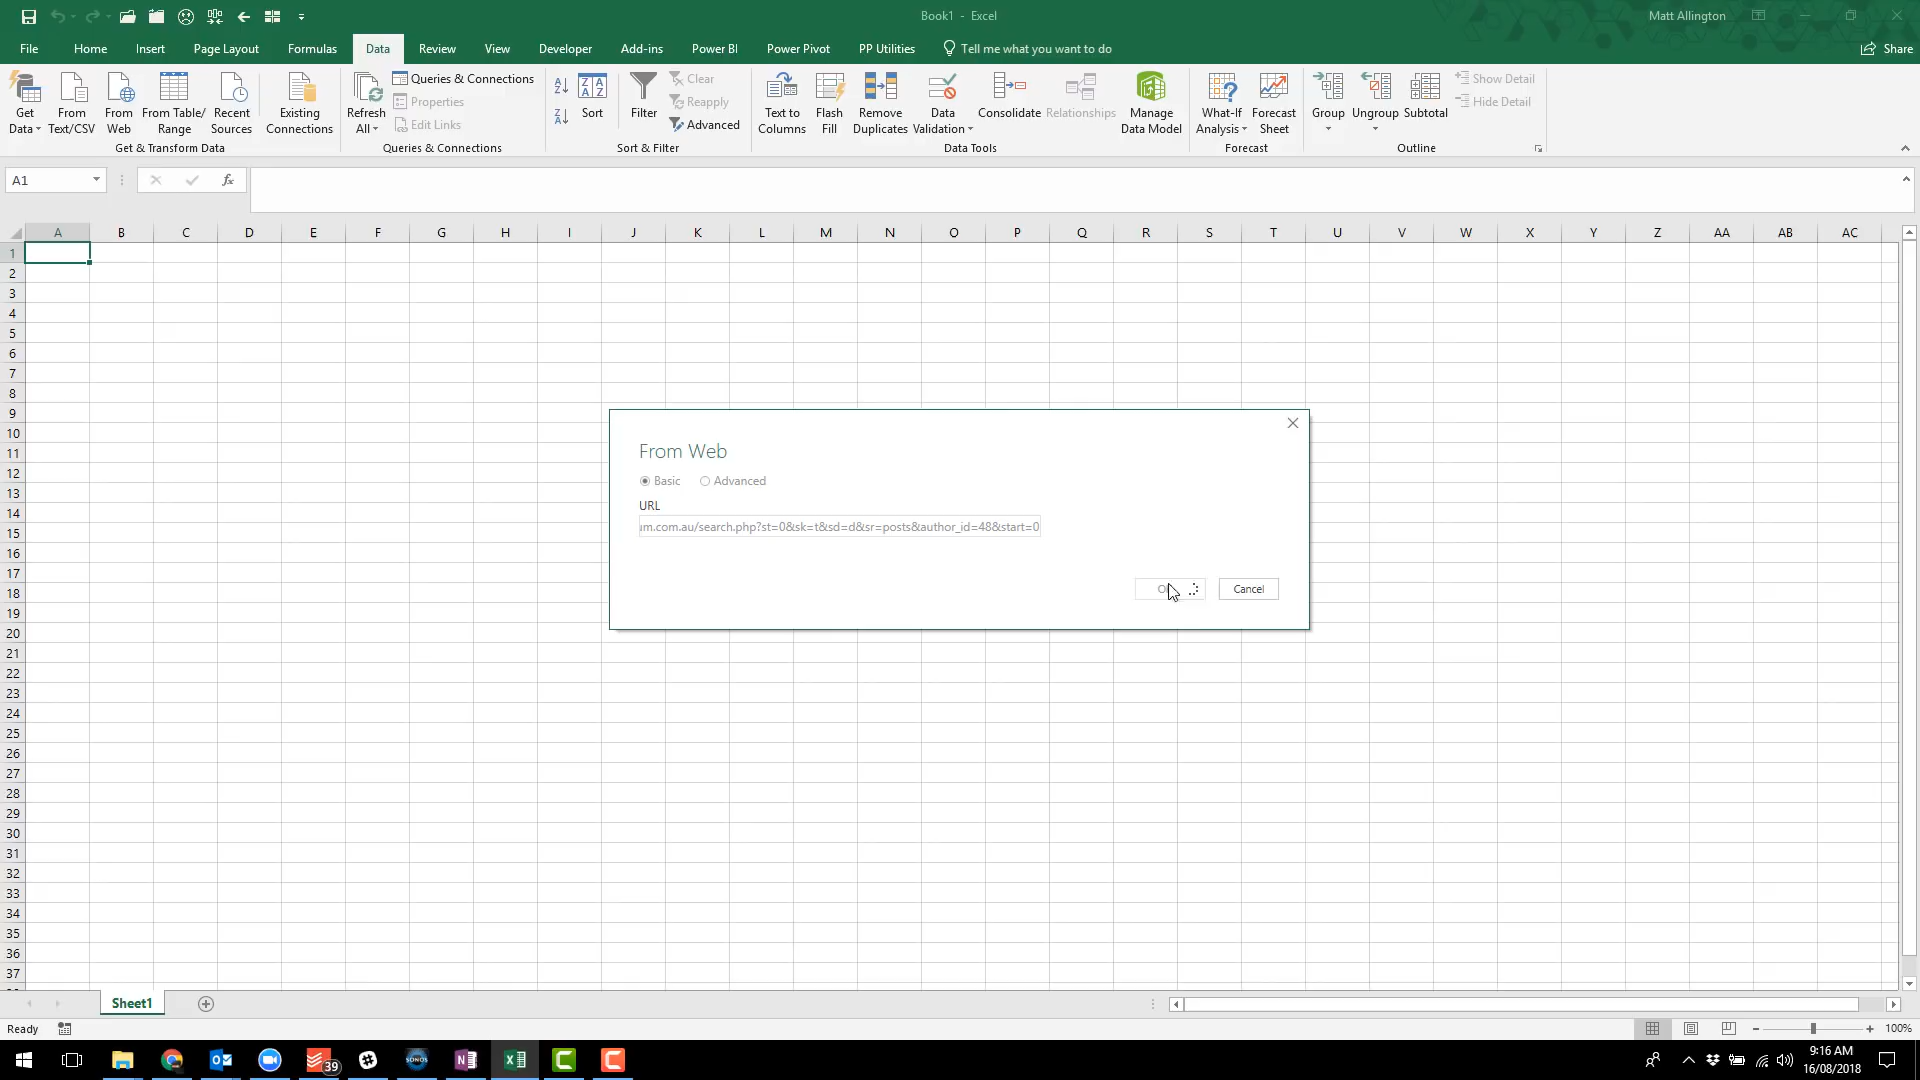 Book1 - Excel
Matt Allington
File Home Insert Page Layout Formulas Data Review View Developer Add-ins Power BI Power Pivot PP Utilities Tell me what you want to do Share
Get Data
From Text/CSV
From Web
From Table/ Range
Recent Sources
Existing Connections
Get & Transform Data
Refresh All
Queries & Connections
Properties
Edit Links
Queries & Connections
Sort
Filter
Clear
Reapply
Advanced
Sort & Filter
Text to Columns
Flash Fill
Remove Duplicates
Data Validation
Consolidate
Relationships
Manage Data Model
Data Tools
What-If Analysis
Forecast Sheet
Forecast
Group
Ungroup
Subtotal
Show Detail
Hide Detail
Outline
A1
fx
A B C D E F G H I J K L M N O P Q R S T U V W X Y Z AA AB AC
1
2
3
4
5
6
7
8
9
10
11
12
13
14
15
16
17
18
19
20
21
22
23
24
25
26
27
28
29
30
31
32
33
34
35
36
37
From Web
Basic Advanced
URL
um.com.au/search.php?st=0&sk=t&sd=d&sr=posts&author_id=48&start=0
Cancel
Sheet1
Ready
100%
39
SONOS
9:16 AM
16/08/2018